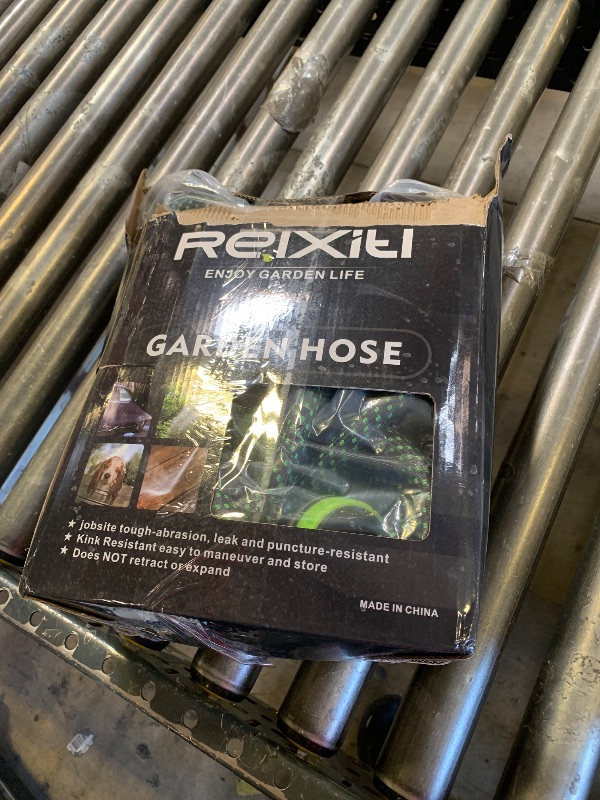 Reixiti
ENJOY GARDEN LIFE
GARDEN HOSE
★ jobsite tough-abrasion, leak and puncture-resistant
★ Kink Resistant easy to maneuver and store
★ Does NOT retract or expand
MADE IN CHINA